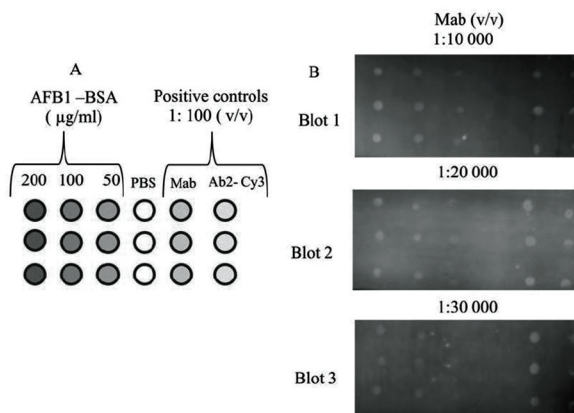 A
AFB1 –BSA
( µg/ml)
Positive controls
1: 100 ( v/v)
200 100 50 PBS Mab Ab2- Cy3
Mab (v/v)
1:10 000
B
Blot 1
1:20 000
Blot 2
1:30 000
Blot 3